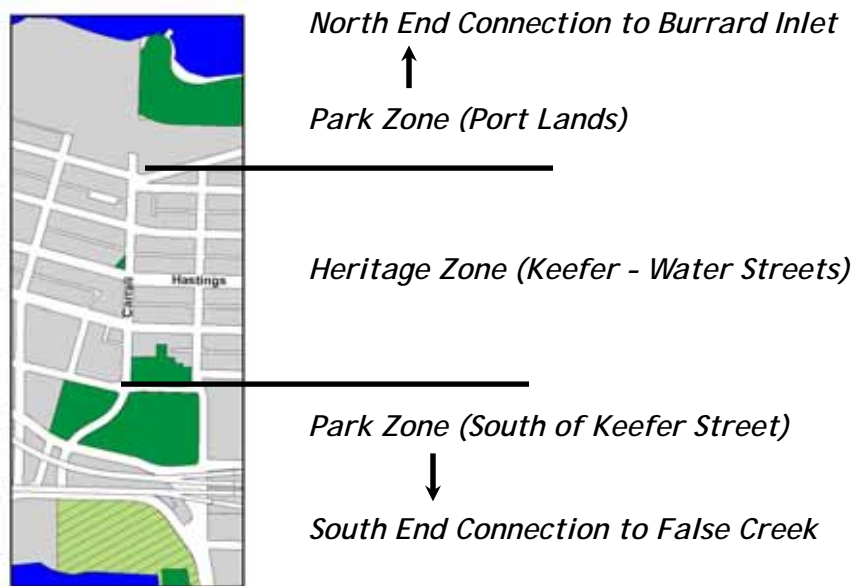 North End Connection to Burrard Inlet
Park Zone (Port Lands)
Heritage Zone (Keefer - Water Streets)
Hastings
Carrall
Park Zone (South of Keefer Street)
South End Connection to False Creek